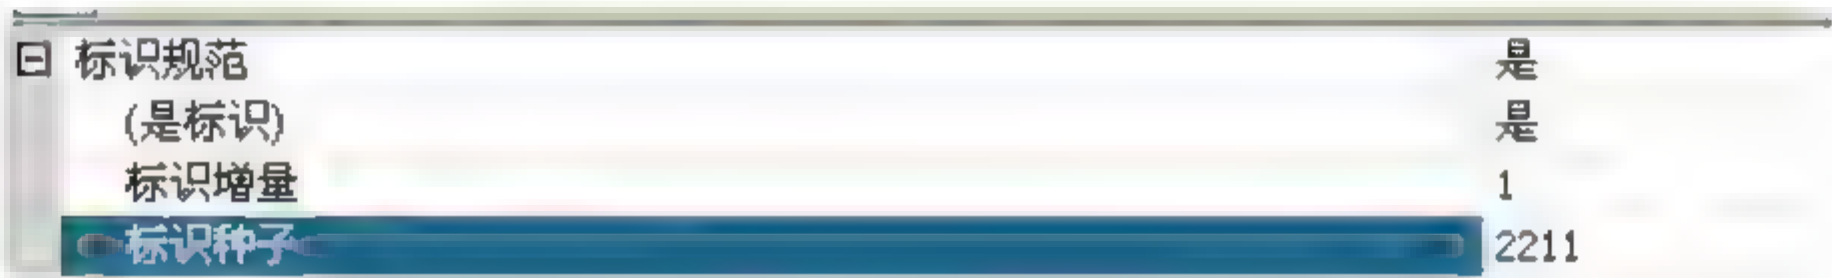 标识规范 是
(是标识) 是
标识增量 1
标识种子 2211